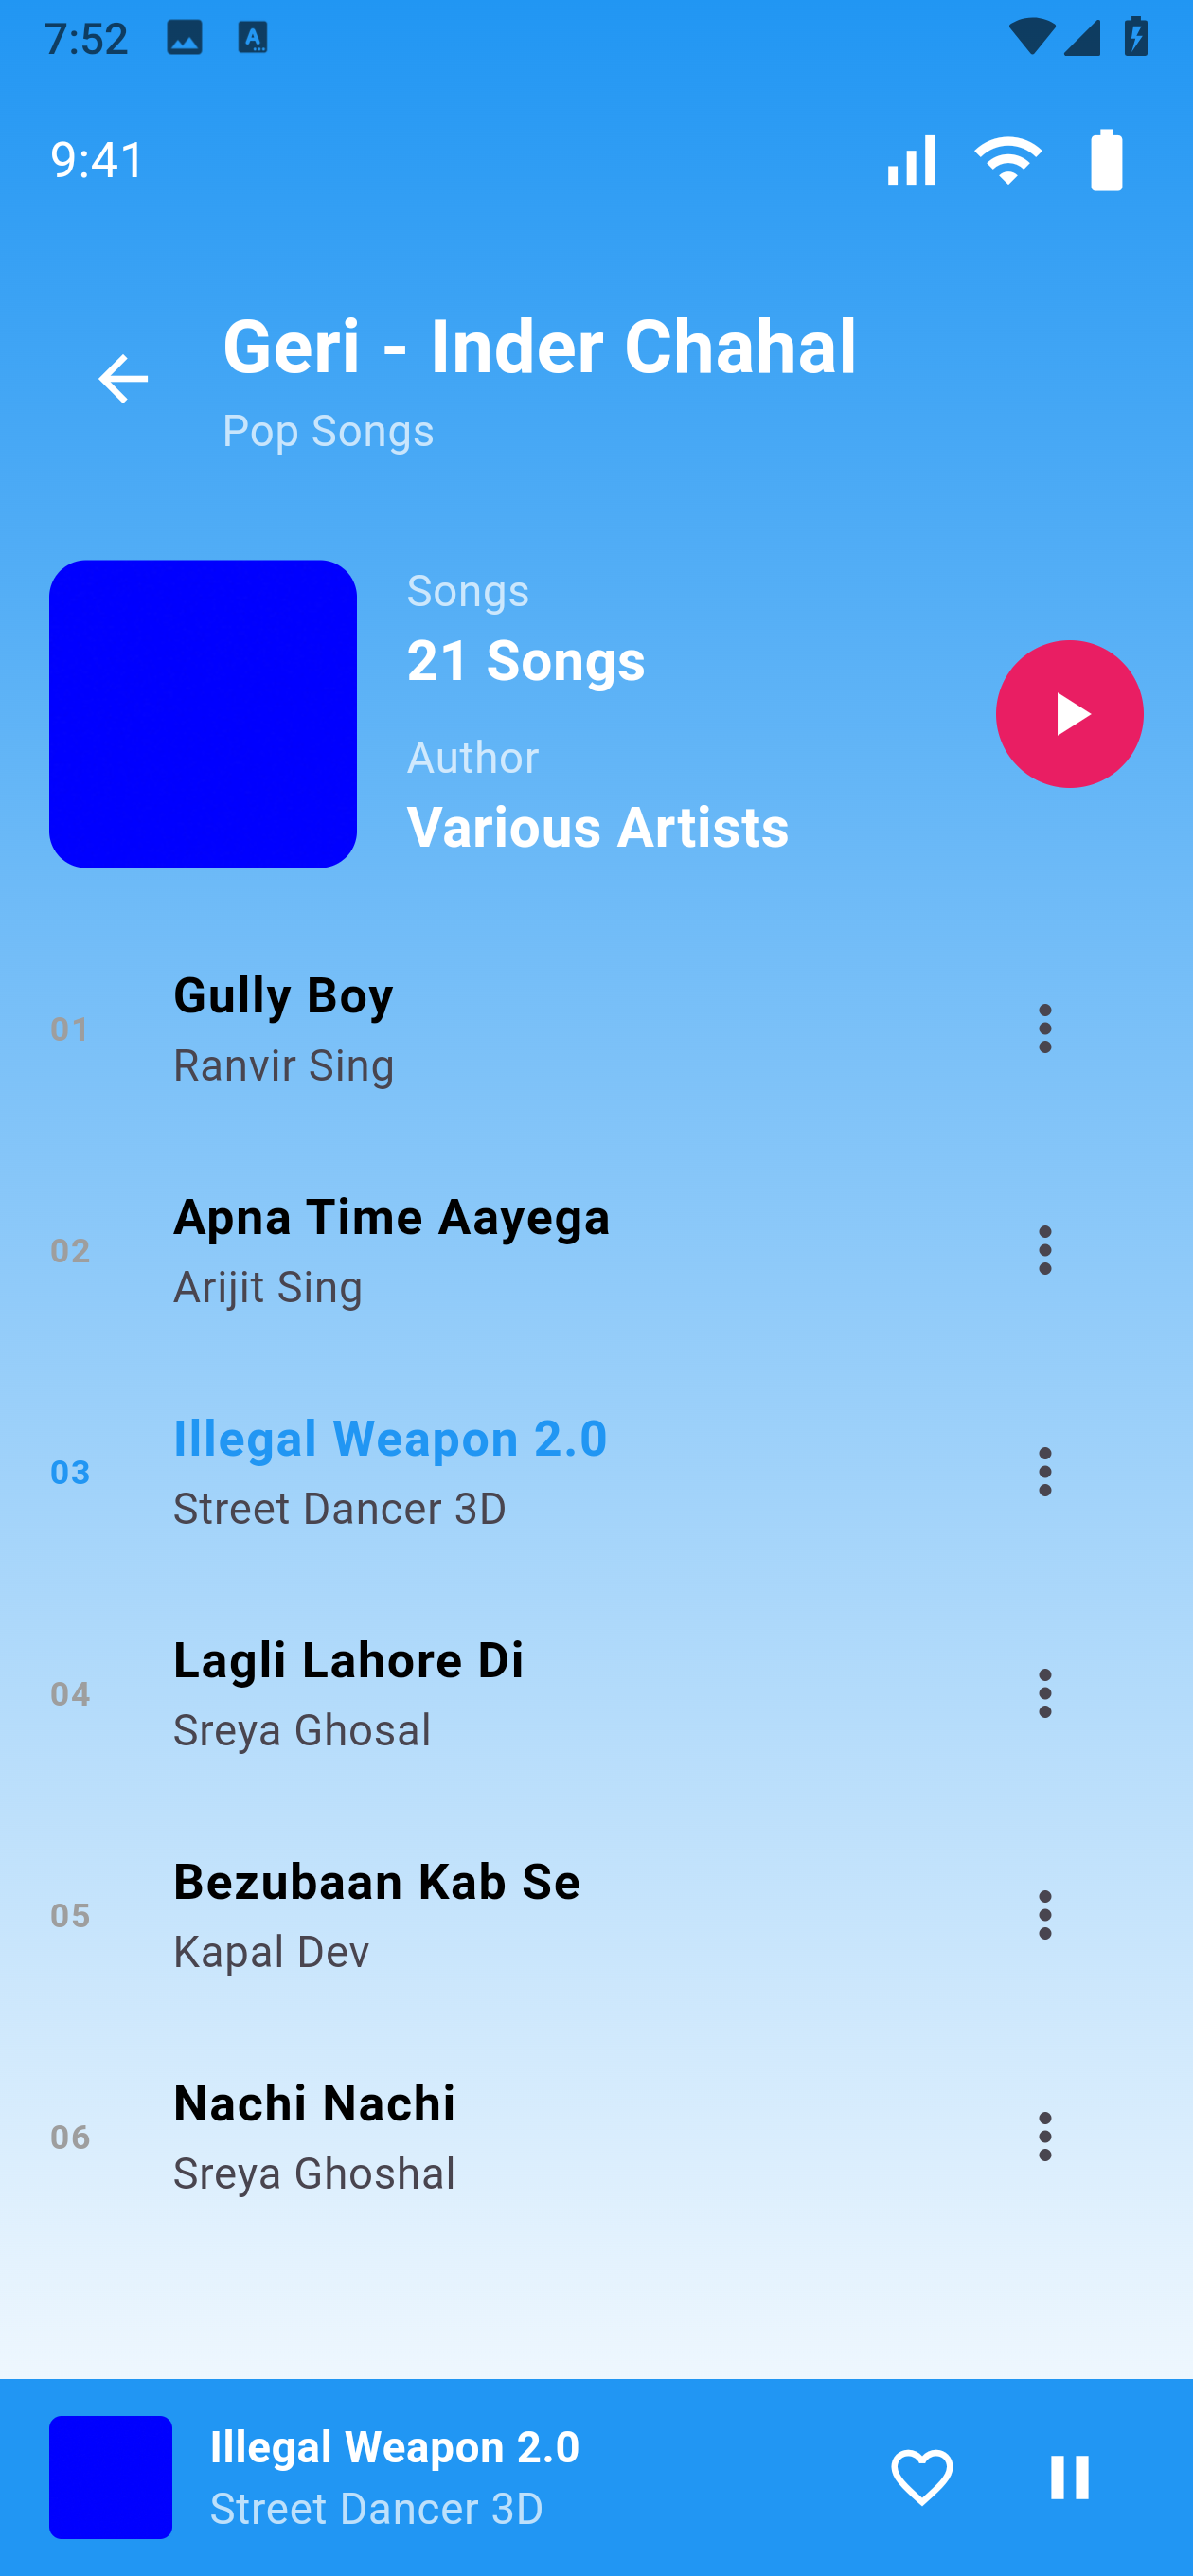 7:52
9:41
Geri - Inder Chahal
Pop Songs
Songs
21 Songs
Author
Various Artists
01
Gully Boy
Ranvir Sing
02
Apna Time Aayega
Arijit Sing
03
Illegal Weapon 2.0
Street Dancer 3D
04
Lagli Lahore Di
Sreya Ghosal
05
Bezubaan Kab Se
Kapal Dev
06
Nachi Nachi
Sreya Ghoshal
Illegal Weapon 2.0
Street Dancer 3D